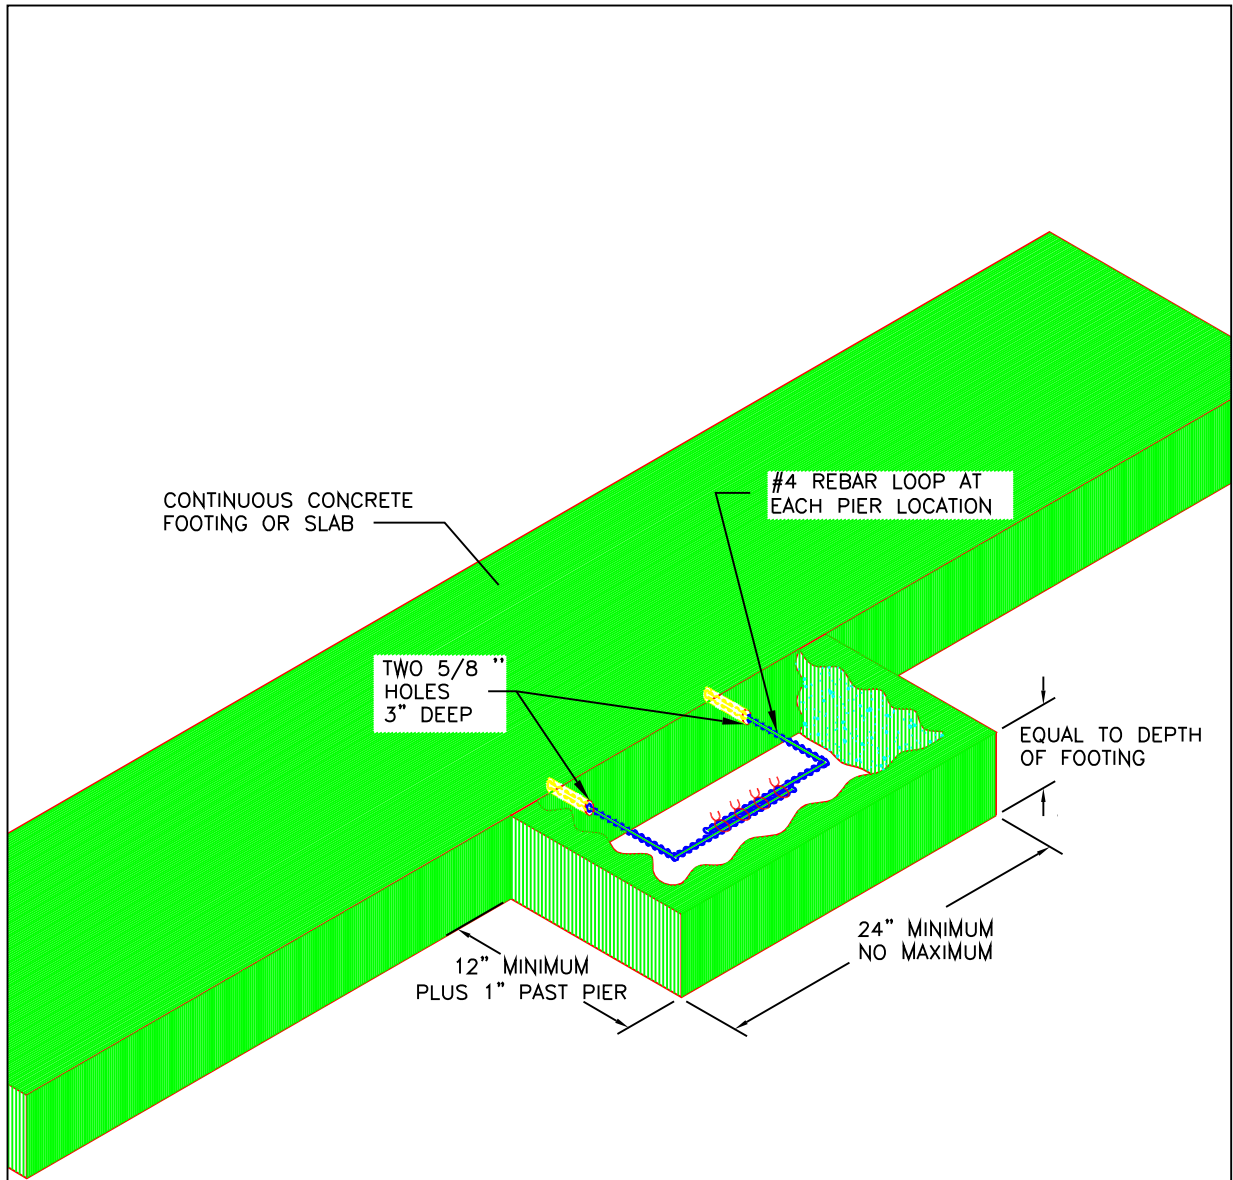 #4 REBAR LOOP AT
EACH PIER LOCATION
CONTINUOUS CONCRETE
FOOTING OR SLAB
TWO 5/8 "
HOLES
3" DEEP
EQUAL TO DEPTH
OF FOOTING
24" MINIMUM
NO MAXIMUM
12" MINIMUM
PLUS 1" PAST PIER